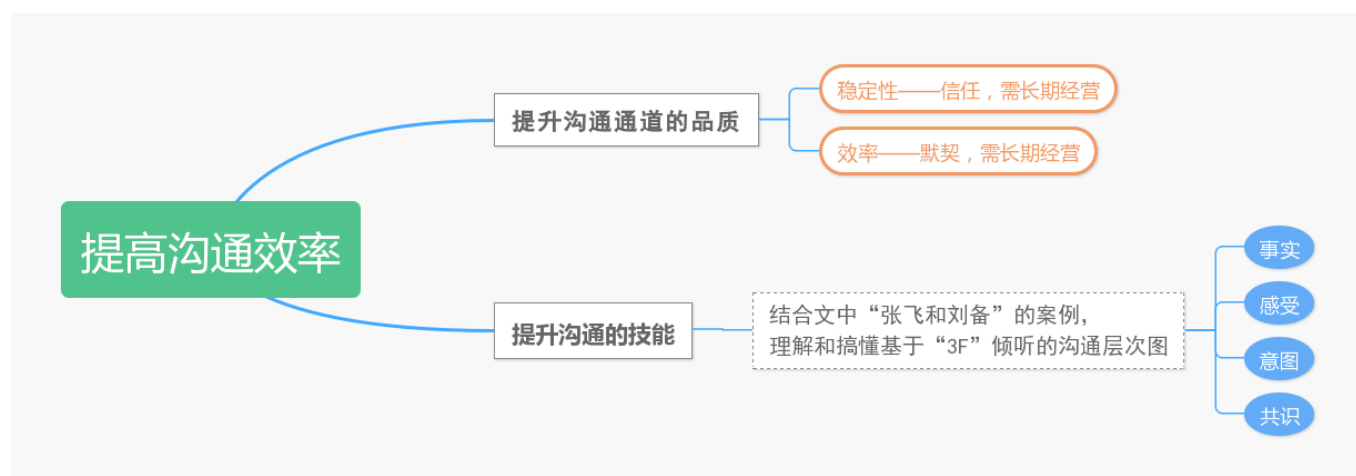 提高沟通效率
提升沟通通道的品质
稳定性——信任，需长期经营
效率——默契，需长期经营
提升沟通的技能
结合文中“张飞和刘备”的案例，
理解和搞懂基于“3F”倾听的沟通层次图
事实
感受
意图
共识